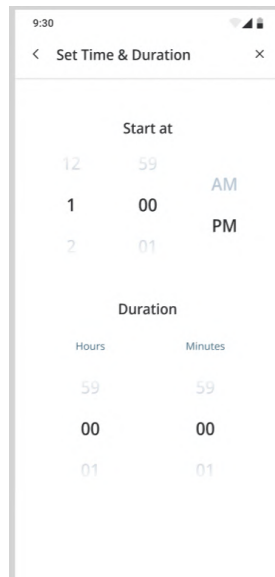 9:30
Set Time & Duration
Start at
12 59
AM
1 00
PM
2 01
Duration
Hours Minutes
59 59
00 00
01 01